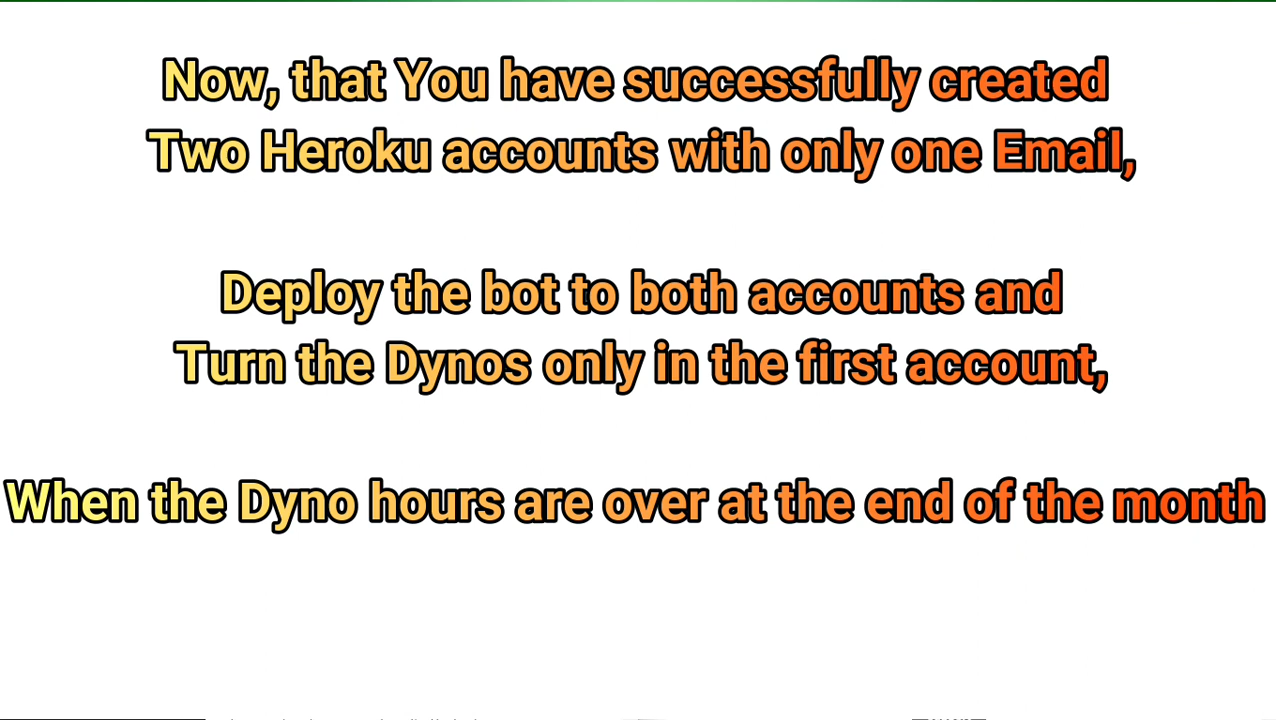 Now, that You have successfully created
Two Heroku accounts with only one Email,
Deploy the bot to both accounts and
Turn the Dynos only in the first account,
When the Dyno hours are over at the end of the month